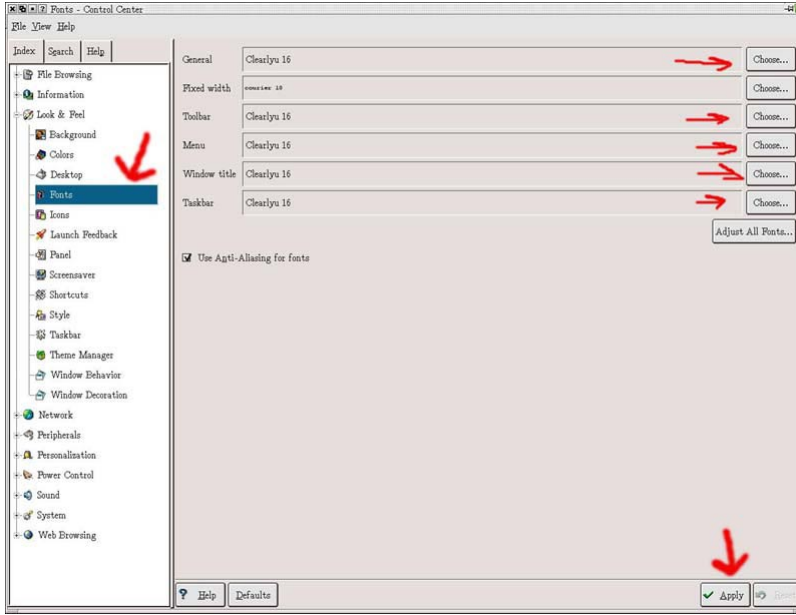 Fonts - Control Center
File View Help
Index Search Help
File Browsing
Information
Look & Feel
Background
Colors
Desktop
Fonts
Icons
Launch Feedback
Panel
Screensaver
Shortcuts
Style
Taskbar
Theme Manager
Window Behavior
Window Decoration
Network
Peripherals
Personalization
Power Control
Sound
System
Web Browsing
General Clearlyu 16 Choose...
Fixed width Choose...
Toolbar Clearlyu 16 Choose...
Menu Clearlyu 16 Choose...
Window title Clearlyu 16 Choose...
Taskbar Clearlyu 16 Choose...
Adjust All Fonts...
Use Anti-Aliasing for fonts
? Help Defaults Apply Reset